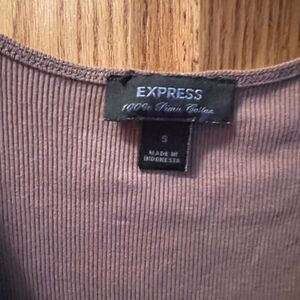 EXPRESS
100% Pima Cotton
S
MADE IN
INDONESIA